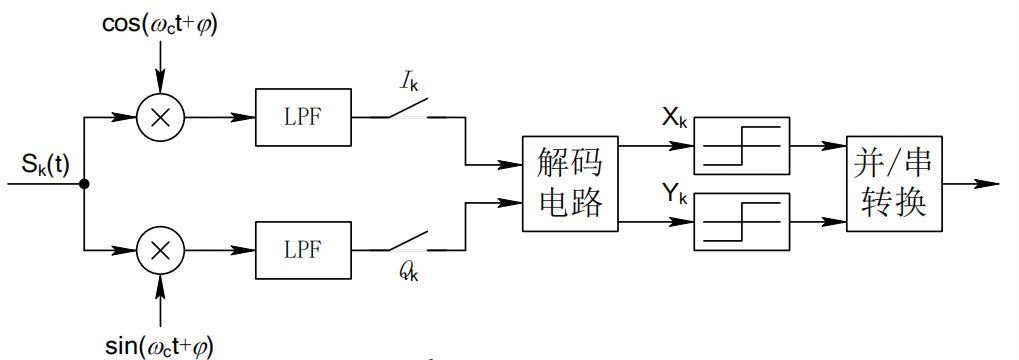 cos(ωct+φ)
LPF
Ik
Sk(t)
解码
电路
Xk
Yk
并/串
转换
LPF
Qk
sin(ωct+φ)